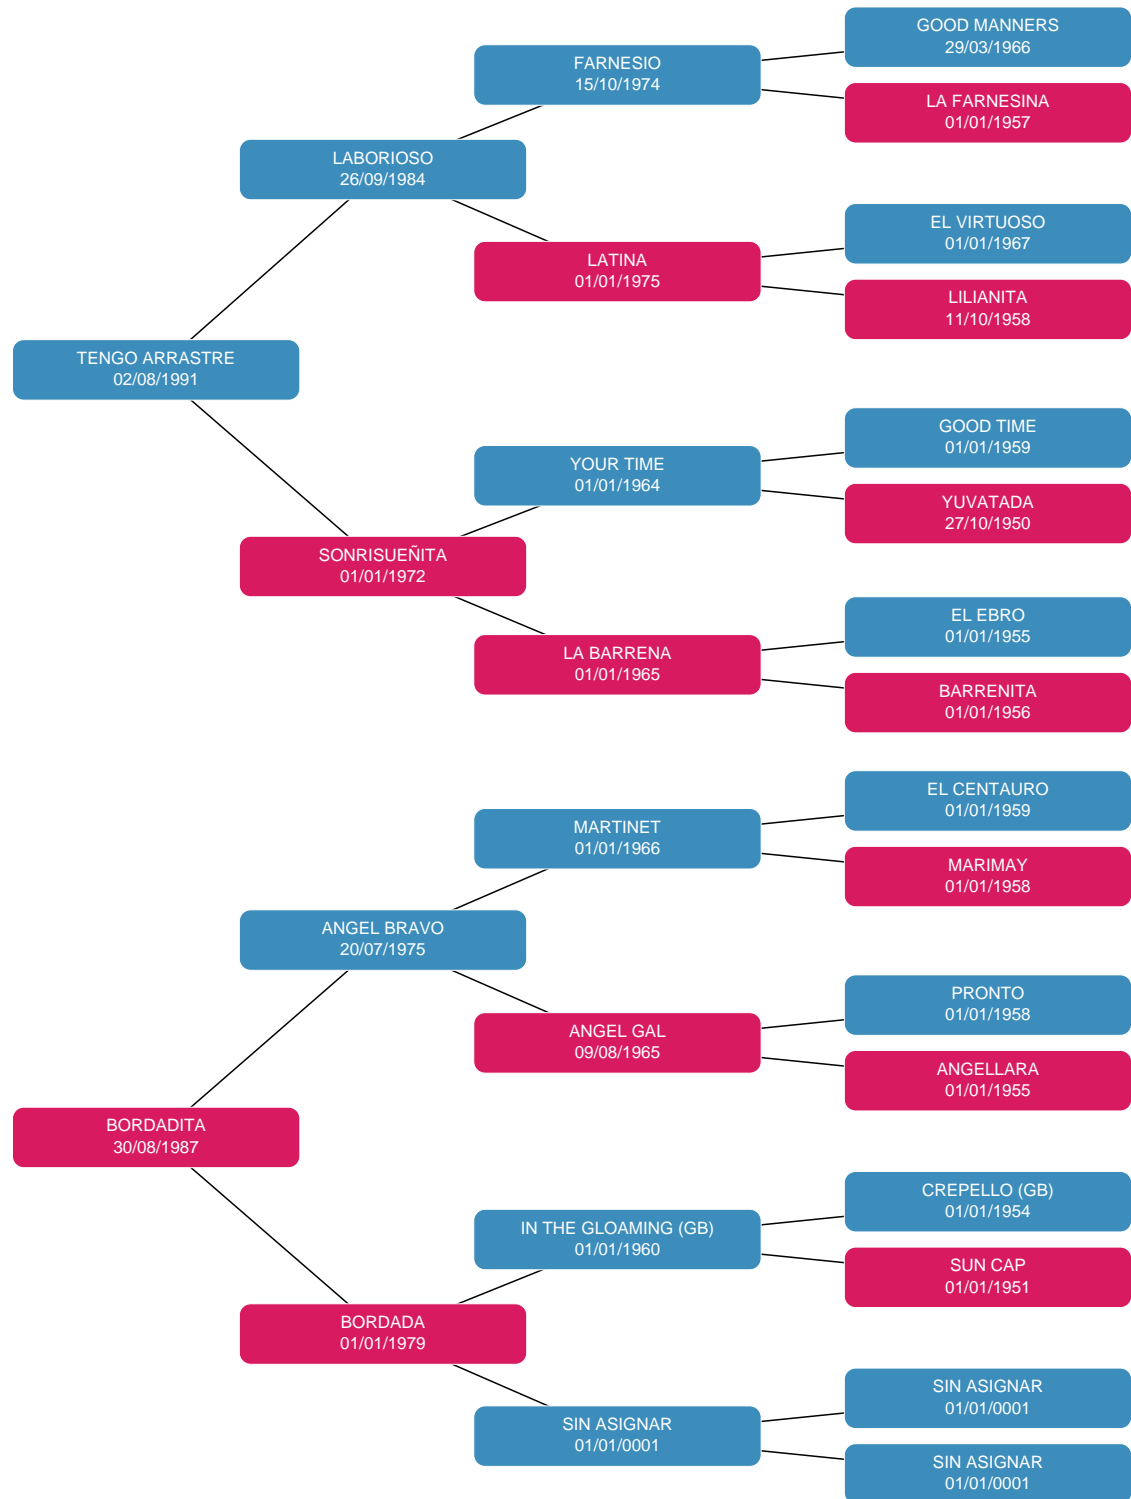 GOOD MANNERS
29/03/1966
FARNESIO
15/10/1974
LA FARNESINA
01/01/1957
LABORIOSO
26/09/1984
EL VIRTUOSO
01/01/1967
LATINA
01/01/1975
LILIANITA
11/10/1958
TENGO ARRASTRE
02/08/1991
GOOD TIME
01/01/1959
YOUR TIME
01/01/1964
YUVATADA
27/10/1950
SONRISUEÑITA
01/01/1972
EL EBRO
01/01/1955
LA BARRENA
01/01/1965
BARRENITA
01/01/1956
EL CENTAURO
01/01/1959
MARTINET
01/01/1966
MARIMAY
01/01/1958
ANGEL BRAVO
20/07/1975
PRONTO
01/01/1958
ANGEL GAL
09/08/1965
ANGELLARA
01/01/1955
BORDADITA
30/08/1987
CREPELLO (GB)
01/01/1954
IN THE GLOAMING (GB)
01/01/1960
SUN CAP
01/01/1951
BORDADA
01/01/1979
SIN ASIGNAR
01/01/0001
SIN ASIGNAR
01/01/0001
SIN ASIGNAR
01/01/0001